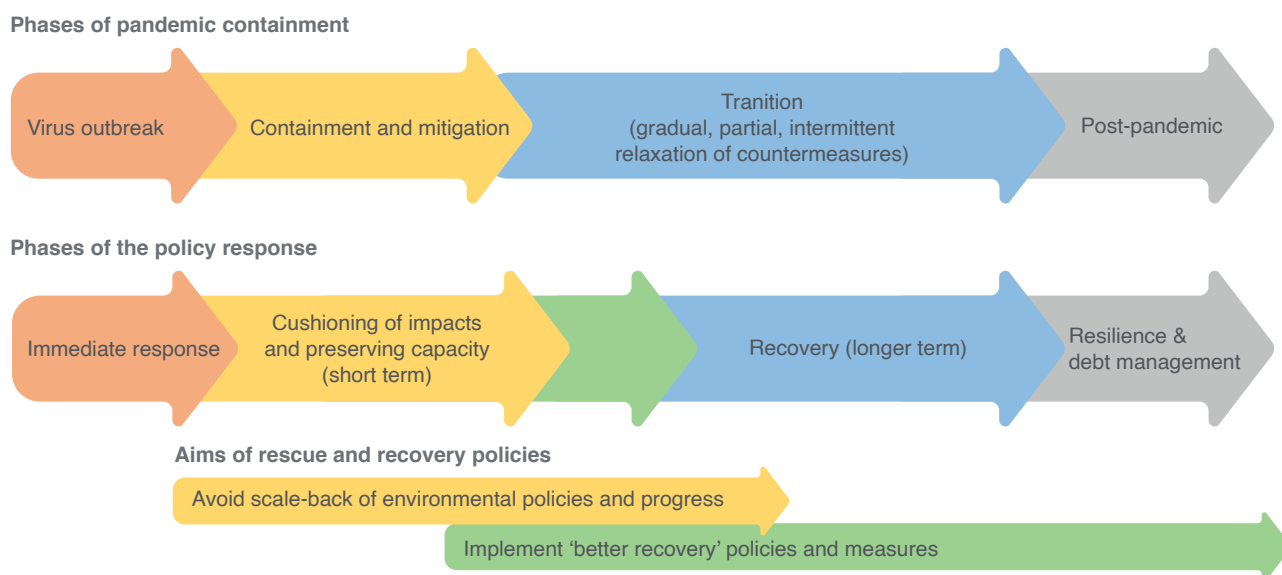 Phases of pandemic containment
Virus outbreak
Containment and mitigation
Tranition
(gradual, partial, intermittent
relaxation of countermeasures)
Post-pandemic
Phases of the policy response
Immediate response
Cushioning of impacts
and preserving capacity
(short term)
Recovery (longer term)
Resilience &
debt management
Aims of rescue and recovery policies
Avoid scale-back of environmental policies and progress
Implement ‘better recovery’ policies and measures